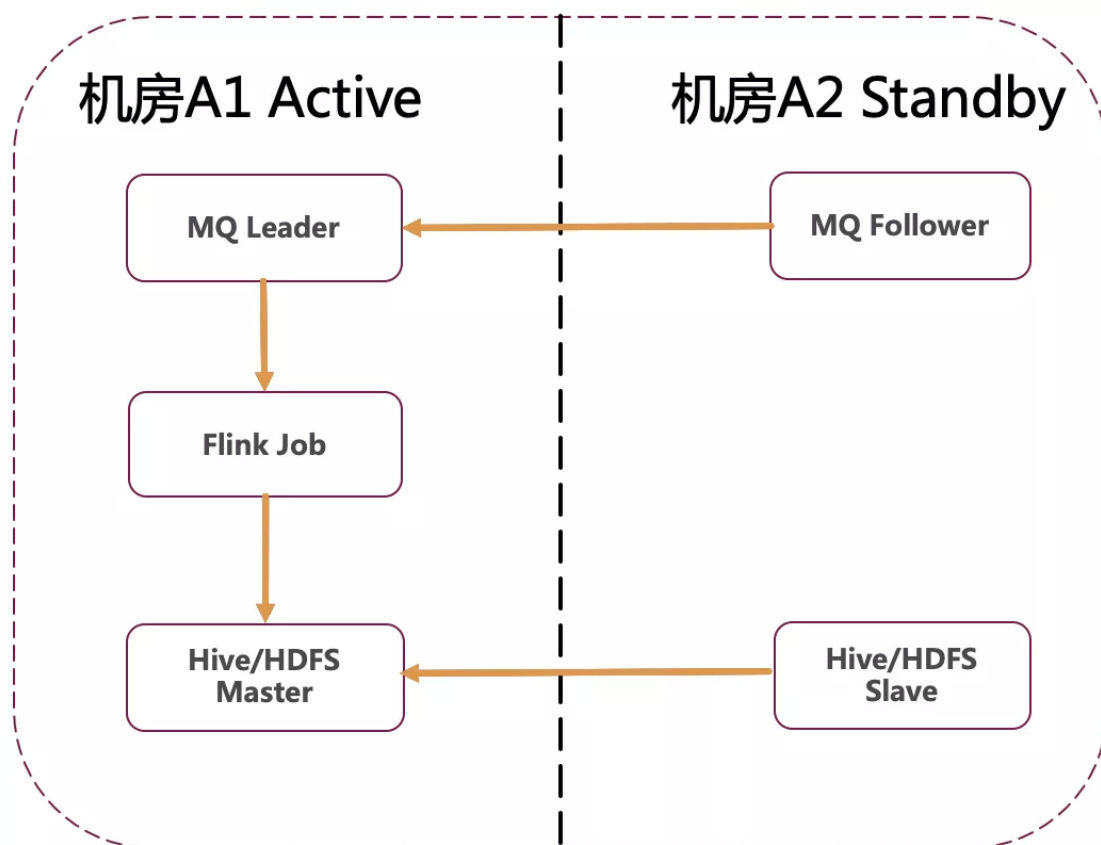 机房A1 Active
机房A2 Standby
MQ Leader
MQ Follower
Flink Job
Hive/HDFS
Master
Hive/HDFS
Slave